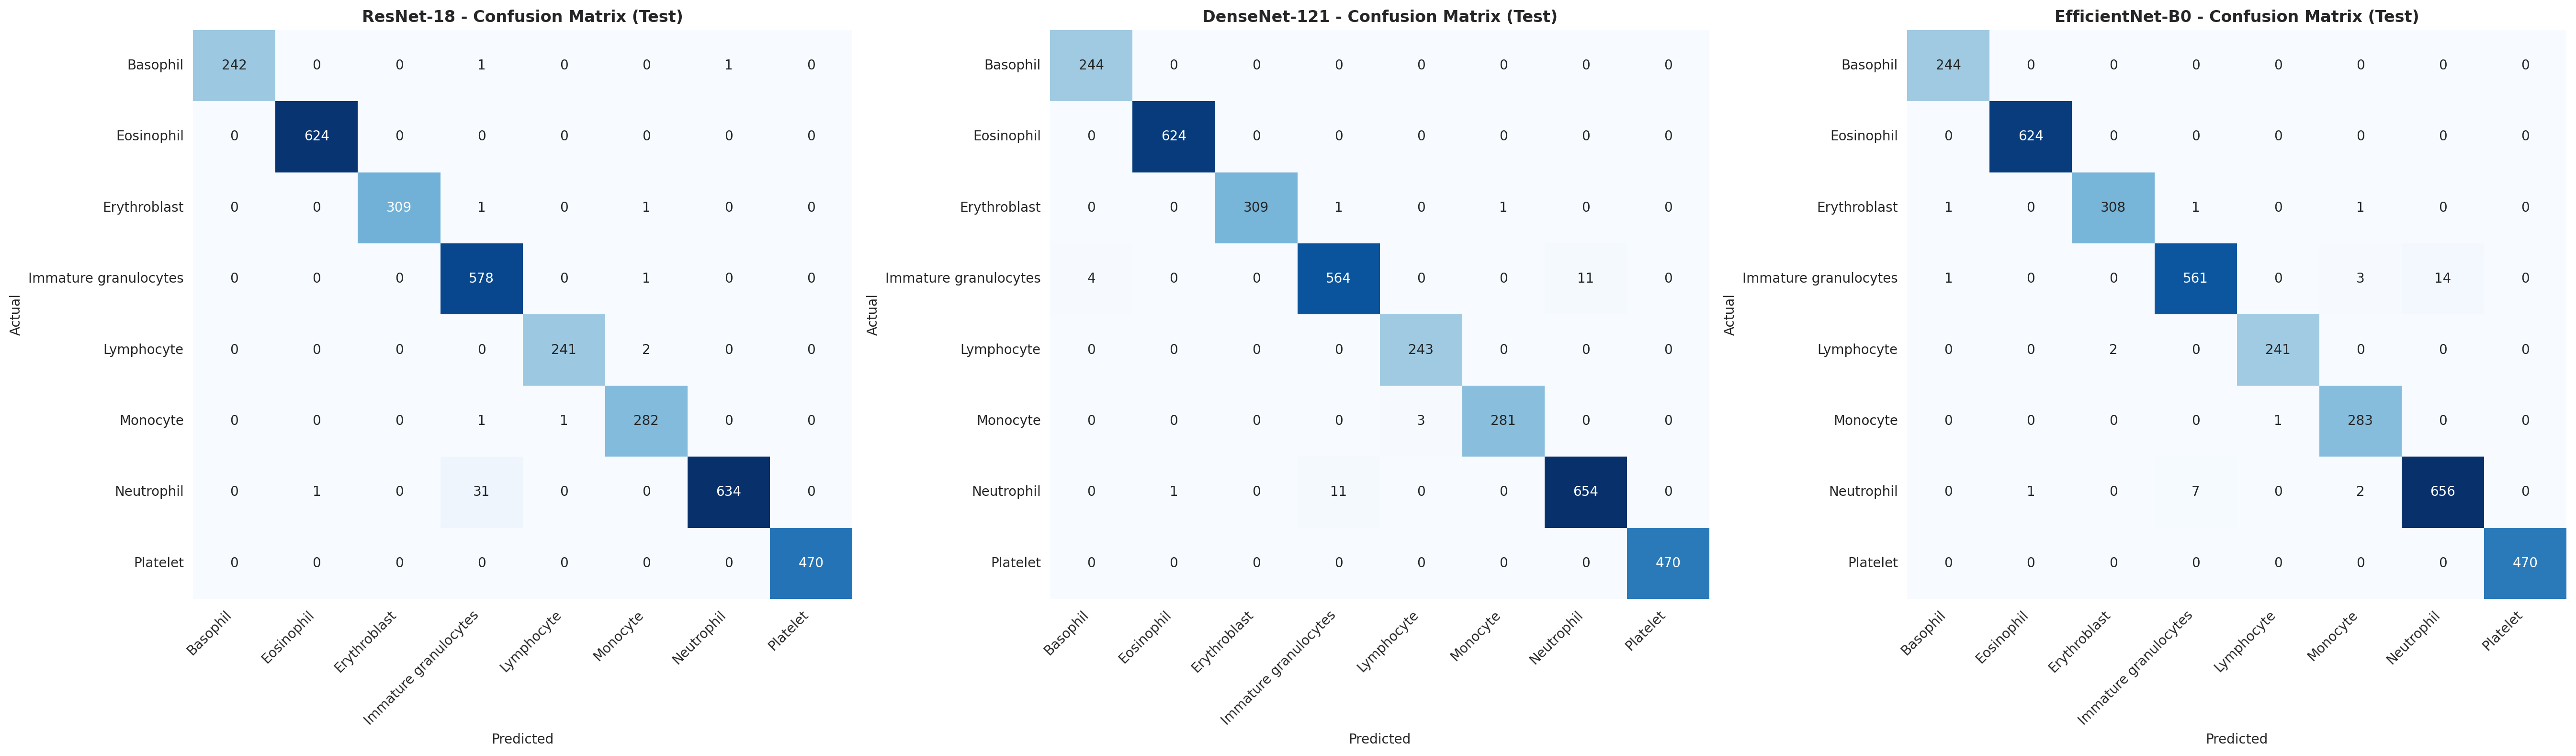 ResNet-18 - Confusion Matrix (Test)
Basophil 242 0 0 1 0 0 1 0
Eosinophil 0 624 0 0 0 0 0 0
Erythroblast 0 0 309 1 0 1 0 0
Immature granulocytes 0 0 0 578 0 1 0 0
Lymphocyte 0 0 0 0 241 2 0 0
Monocyte 0 0 0 1 1 282 0 0
Neutrophil 0 1 0 31 0 0 634 0
Platelet 0 0 0 0 0 0 0 470
Actual
Basophil Eosinophil Erythroblast Immature granulocytes Lymphocyte Monocyte Neutrophil Platelet
Predicted
DenseNet-121 - Confusion Matrix (Test)
Basophil 244 0 0 0 0 0 0 0
Eosinophil 0 624 0 0 0 0 0 0
Erythroblast 0 0 309 1 0 1 0 0
Immature granulocytes 4 0 0 564 0 0 11 0
Lymphocyte 0 0 0 0 243 0 0 0
Monocyte 0 0 0 0 3 281 0 0
Neutrophil 0 1 0 11 0 0 654 0
Platelet 0 0 0 0 0 0 0 470
Actual
Basophil Eosinophil Erythroblast Immature granulocytes Lymphocyte Monocyte Neutrophil Platelet
Predicted
EfficientNet-B0 - Confusion Matrix (Test)
Basophil 244 0 0 0 0 0 0 0
Eosinophil 0 624 0 0 0 0 0 0
Erythroblast 1 0 308 1 0 1 0 0
Immature granulocytes 1 0 0 561 0 3 14 0
Lymphocyte 0 0 2 0 241 0 0 0
Monocyte 0 0 0 0 1 283 0 0
Neutrophil 0 1 0 7 0 2 656 0
Platelet 0 0 0 0 0 0 0 470
Actual
Basophil Eosinophil Erythroblast Immature granulocytes Lymphocyte Monocyte Neutrophil Platelet
Predicted